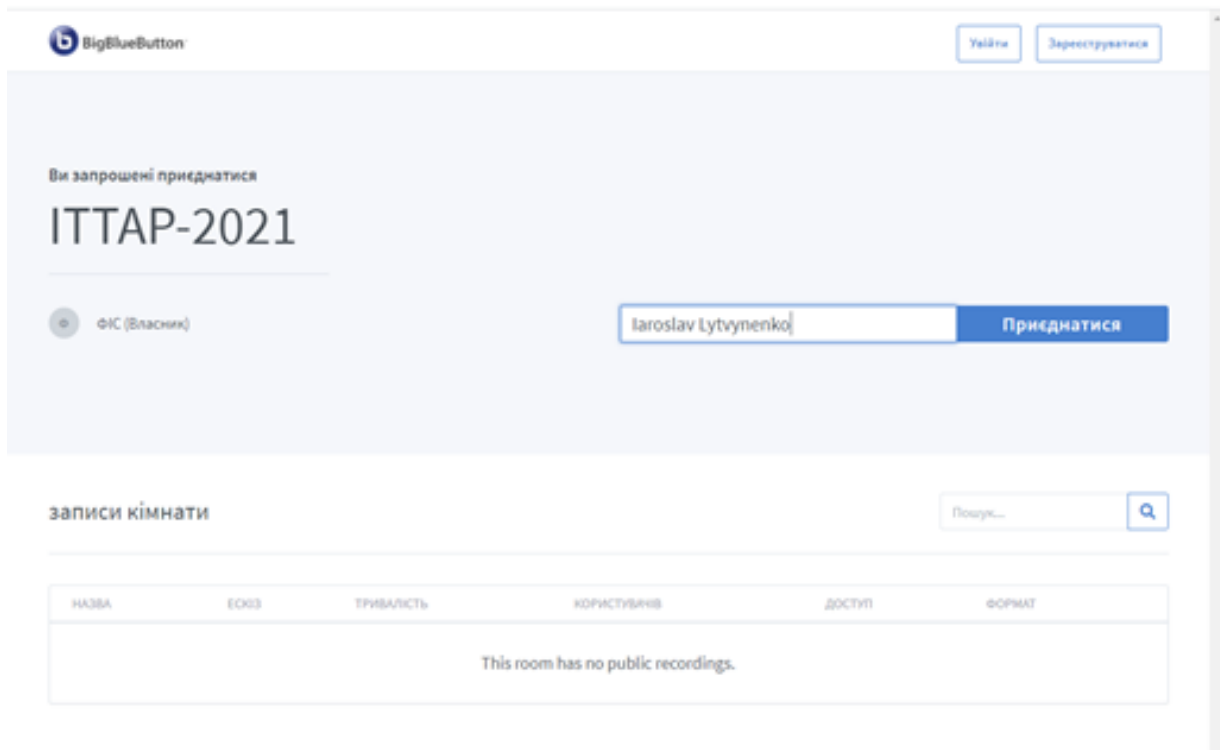 BigBlueButton
Увійти Зареєструватися
Ви запрошені приєднатися
ITTAP-2021
Ф ФІС (Власник) Iaroslav Lytvynenko Приєднатися
записи кімнати Пошук...
НАЗВА ЕСКІЗ ТРИВАЛІСТЬ КОРИСТУВАЧІВ ДОСТУП ФОРМАТ
This room has no public recordings.